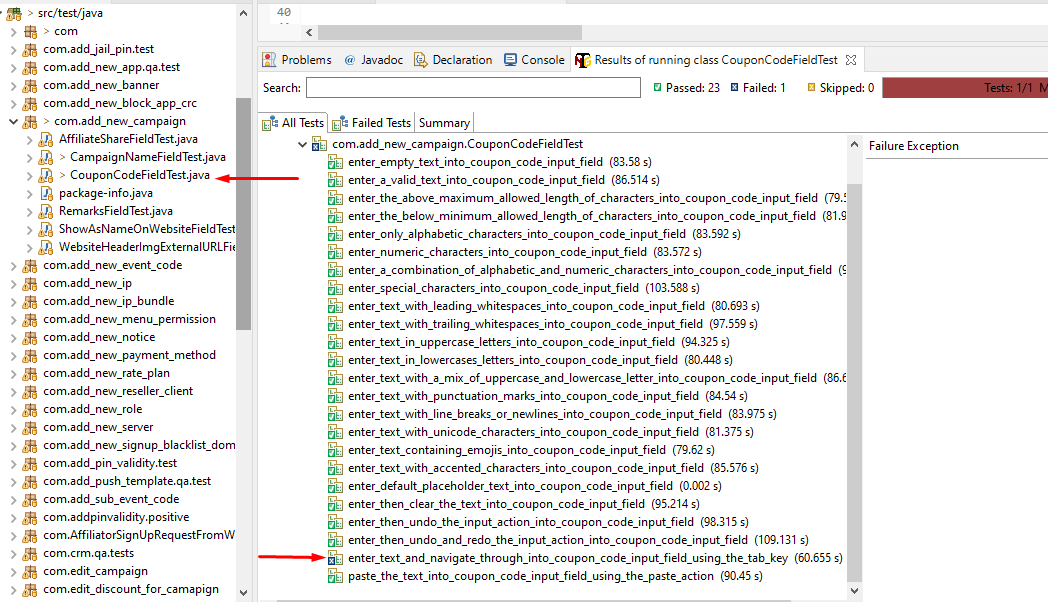 > src/test/java
> com
com.add_jail_pin.test
com.add_new_app.qa.test
com.add_new_banner
com.add_new_block_app_crc
> com.add_new_campaign
AffiliateShareFieldTest.java
> CampaignNameFieldTest.java
> CouponCodeFieldTest.java
package-info.java
RemarksFieldTest.java
ShowAsNameOnWebsiteFieldTest
WebsiteHeaderImgExternalURLFie
com.add_new_event_code
com.add_new_ip
com.add_new_ip_bundle
com.add_new_menu_permission
com.add_new_notice
com.add_new_payment_method
com.add_new_rate_plan
com.add_new_reseller_client
com.add_new_role
com.add_new_server
com.add_new_signup_blacklist_dom
com.add_pin_validity.test
com.add_push_template.qa.test
com.add_sub_event_code
com.addpinvalidity.positive
com.AffiliatorSignUpRequestFromW
com.crm.qa.tests
com.edit_campaign
com.edit_discount_for_camapign
40
Problems @ Javadoc Declaration Console Results of running class CouponCodeFieldTest
Search: Passed: 23 Failed: 1 Skipped: 0 Tests: 1/1 M
All Tests Failed Tests Summary
com.add_new_campaign.CouponCodeFieldTest
enter_empty_text_into_coupon_code_input_field (83.58 s)
enter_a_valid_text_into_coupon_code_input_field (86.514 s)
enter_the_above_maximum_allowed_length_of_characters_into_coupon_code_input_field (79.5
enter_the_below_minimum_allowed_length_of_characters_into_coupon_code_input_field (81.9
enter_only_alphabetic_characters_into_coupon_code_input_field (83.592 s)
enter_numeric_characters_into_coupon_code_input_field (83.572 s)
enter_a_combination_of_alphabetic_and_numeric_characters_into_coupon_code_input_field (9
enter_special_characters_into_coupon_code_input_field (103.588 s)
enter_text_with_leading_whitespaces_into_coupon_code_input_field (80.693 s)
enter_text_with_trailing_whitespaces_into_coupon_code_input_field (97.559 s)
enter_text_in_uppercase_letters_into_coupon_code_input_field (94.325 s)
enter_text_in_lowercases_letters_into_coupon_code_input_field (80.448 s)
enter_text_with_a_mix_of_uppercase_and_lowercase_letter_into_coupon_code_input_field (86.6
enter_text_with_punctuation_marks_into_coupon_code_input_field (84.54 s)
enter_text_with_line_breaks_or_newlines_into_coupon_code_input_field (83.975 s)
enter_text_with_unicode_characters_into_coupon_code_input_field (81.375 s)
enter_text_containing_emojis_into_coupon_code_input_field (79.62 s)
enter_text_with_accented_characters_into_coupon_code_input_field (85.576 s)
enter_default_placeholder_text_into_coupon_code_input_field (0.002 s)
enter_then_clear_the_text_into_coupon_code_input_field (95.214 s)
enter_then_undo_the_input_action_into_coupon_code_input_field (98.315 s)
enter_then_undo_and_redo_the_input_action_into_coupon_code_input_field (109.131 s)
enter_text_and_navigate_through_into_coupon_code_input_field_using_the_tab_key (60.655 s)
paste_the_text_into_coupon_code_input_field_using_the_paste_action (90.45 s)
Failure Exception